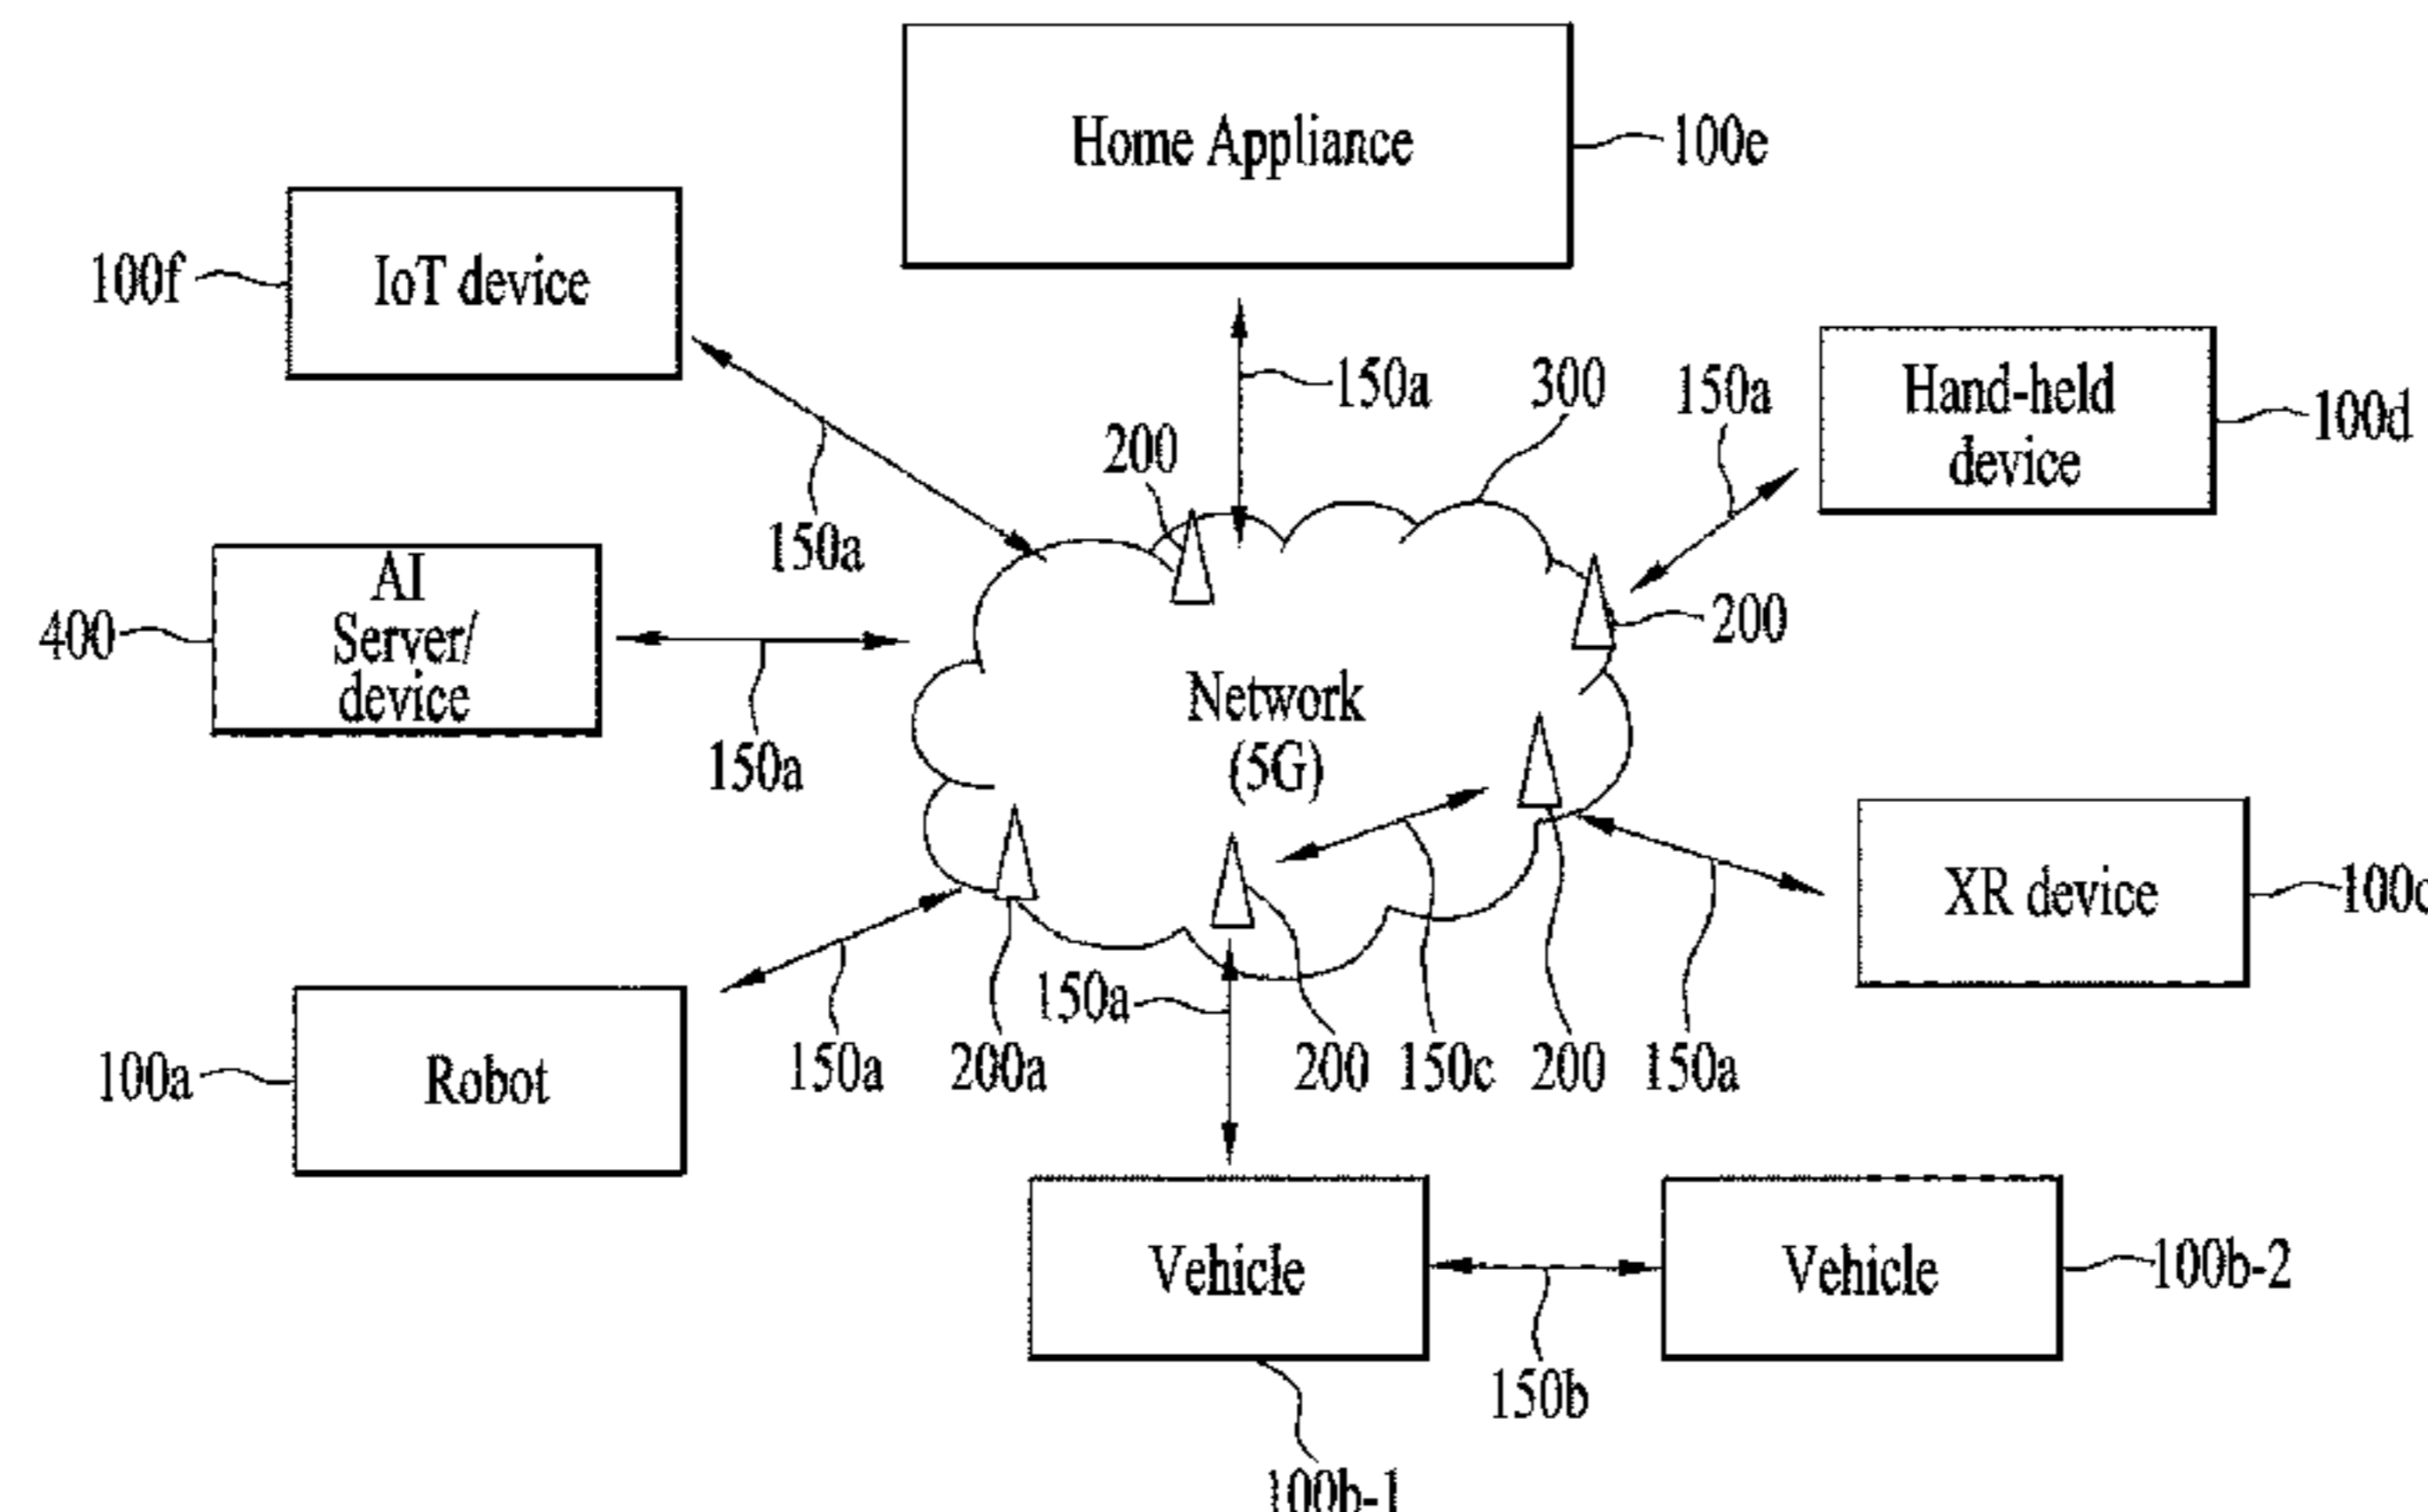 Home Appliance
100e
IoT device
100f
150a
300
150a
Hand-held
device
100d
200
150a
AI
Server/
device
400
200
Network
(5G)
150a
XR device
100c
150a
150a
200a
200
150c
200
150a
Robot
100a
Vehicle
Vehicle
100b-2
150b
100b-1